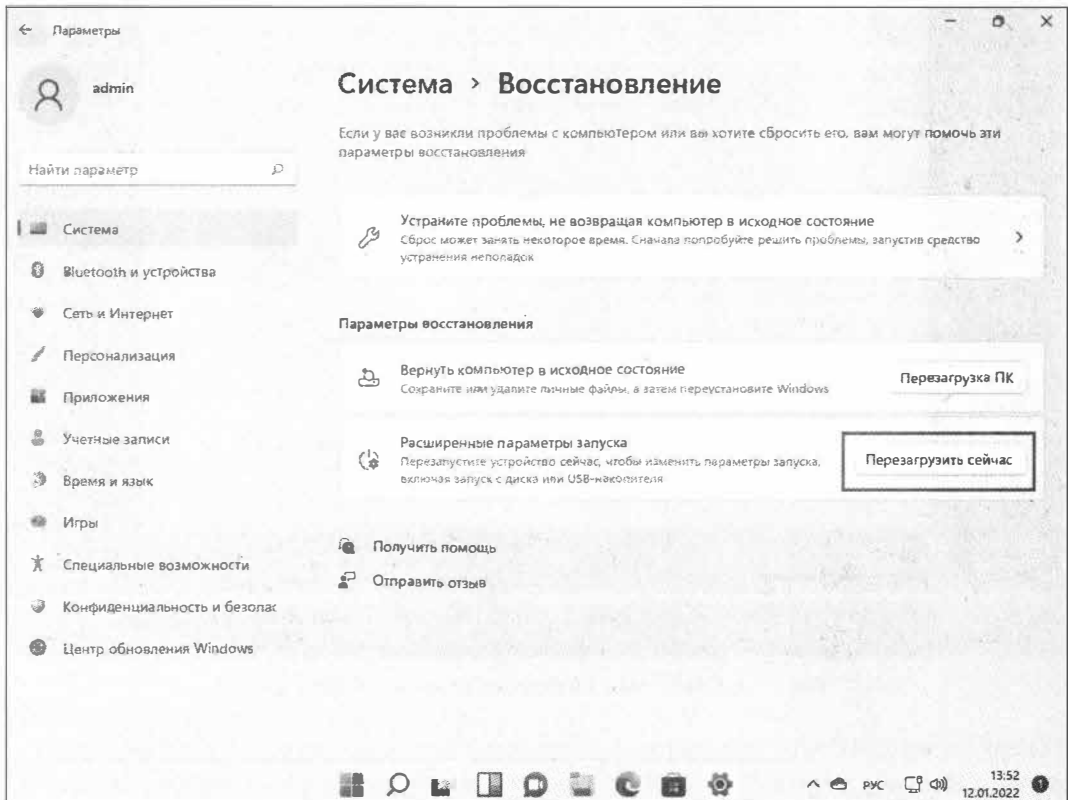 Параметры
admin
Найти параметр
Система
Bluetooth и устройства
Сеть и Интернет
Персонализация
Приложения
Учетные записи
Время и язык
Игры
Специальные возможности
Конфиденциальность и безопас
Центр обновления Windows
Система > Восстановление
Если у вас возникли проблемы с компьютером или вы хотите сбросить его, вам могут помочь эти
параметры восстановления
Устраните проблемы, не возвращая компьютер в исходное состояние
Сброс может занять некоторое время. Сначала попробуйте решить проблемы, запустив средство
устранения неполадок
Параметры восстановления
Вернуть компьютер в исходное состояние
Сохраните или удалите личные файлы, а затем переустановите Windows
Перезагрузка ПК
Расширенные параметры запуска
Перезапустите устройство сейчас, чтобы изменить параметры запуска,
включая запуск с диска или USB-накопителя
Перезагрузить сейчас
Получить помощь
Отправить отзыв
РУС
13:52
12.01.2022
1